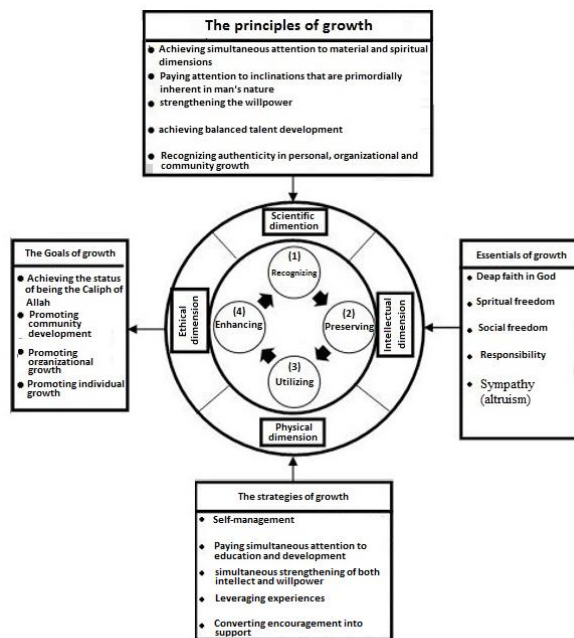 The principles of growth
● Achieving simultaneous attention to material and spiritual
dimensions
● Paying attention to inclinations that are primordially
inherent in man's nature
● strengthening the willpower
● achieving balanced talent development
● Recognizing authenticity in personal, organizational and
community growth
Scientific
dimention
The Goals of growth
● Achieving the status
of being the Caliph of
Allah
● Promoting
community
development
● Promoting
oruanizational
growth
● Promoting individual
growth
Ethical
dimension
(1)
Recognizing
(2)
Preserving
(3)
Utilizing
(4)
Enhancing
Intellectual
dimension
Physical
dimension
Essentials of growth
◆ Deap faith in God
◆ Spritual freedom
◆ Social freedom
◆ Responsibility
◆ Sympathy
(altruism)
The strategies of growth
◆ Self-management
◆ Paying simultaneous attention to
education and development
◆ simultaneous strengthening of both
intellect and willpower
◆ Leveraging experiences
◆ Converting encouragement into
support